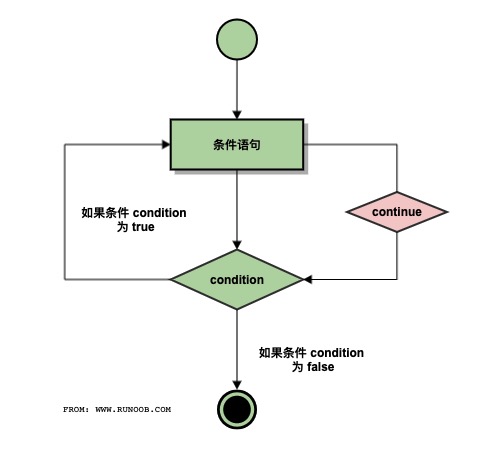 条件语句
如果条件 condition
为 true
continue
condition
如果条件 condition
为 false
FROM: WWW.RUNOOB.COM